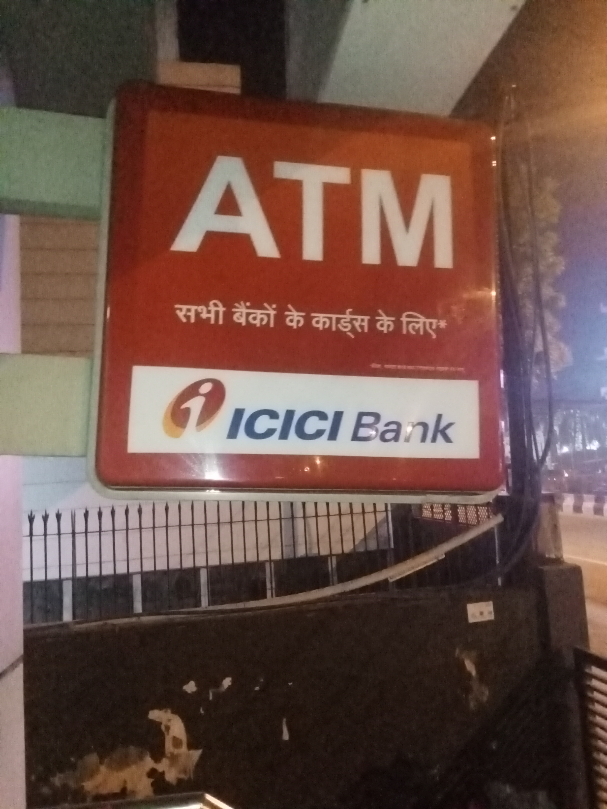 ATM
सभी बैंकों के कार्ड्स के लिए*
i ICICI Bank